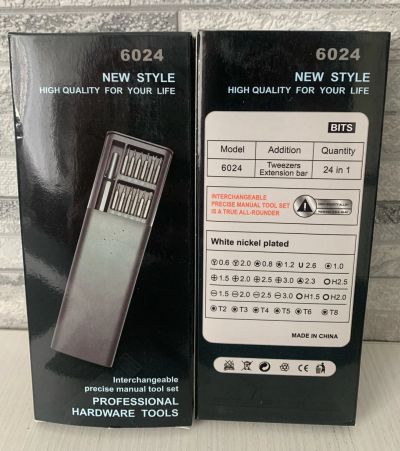 6024
NEW STYLE
HIGH QUALITY FOR YOUR LIFE
Interchangeable
precise manual tool set
PROFESSIONAL
HARDWARE TOOLS
6024
NEW STYLE
HIGH QUALITY FOR YOUR LIFE
BITS
Model Addition Quantity
6024 Tweezers Extension bar 24 in 1
INTERCHANGEABLE
PRECISE MANUAL TOOL SET
IS A TRUE ALL-ROUNDER
White nickel plated
0.6 2.0 0.8 1.2 U 2.6 1.0
1.5 2.0 2.5 3.0 2.3 H2.5
1.5 2.0 2.5 3.0 H1.5 H2.0
T2 T3 T4 T5 T6 T8
MADE IN CHINA
CE